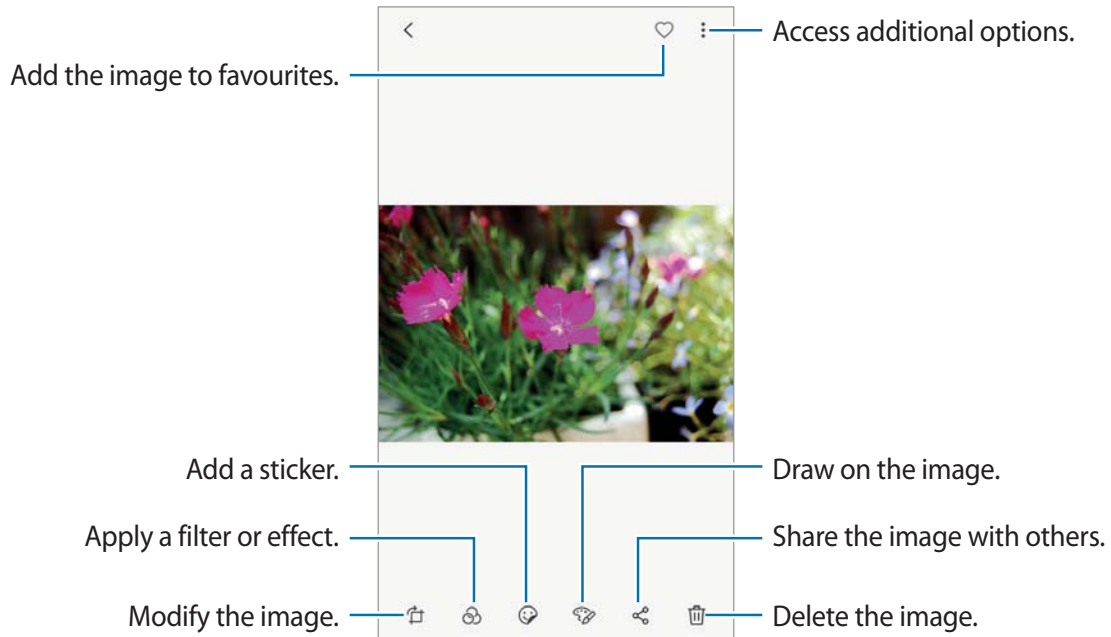 Access additional options.
Add the image to favourites.
Add a sticker.
Draw on the image.
Apply a filter or effect.
Share the image with others.
Modify the image.
Delete the image.